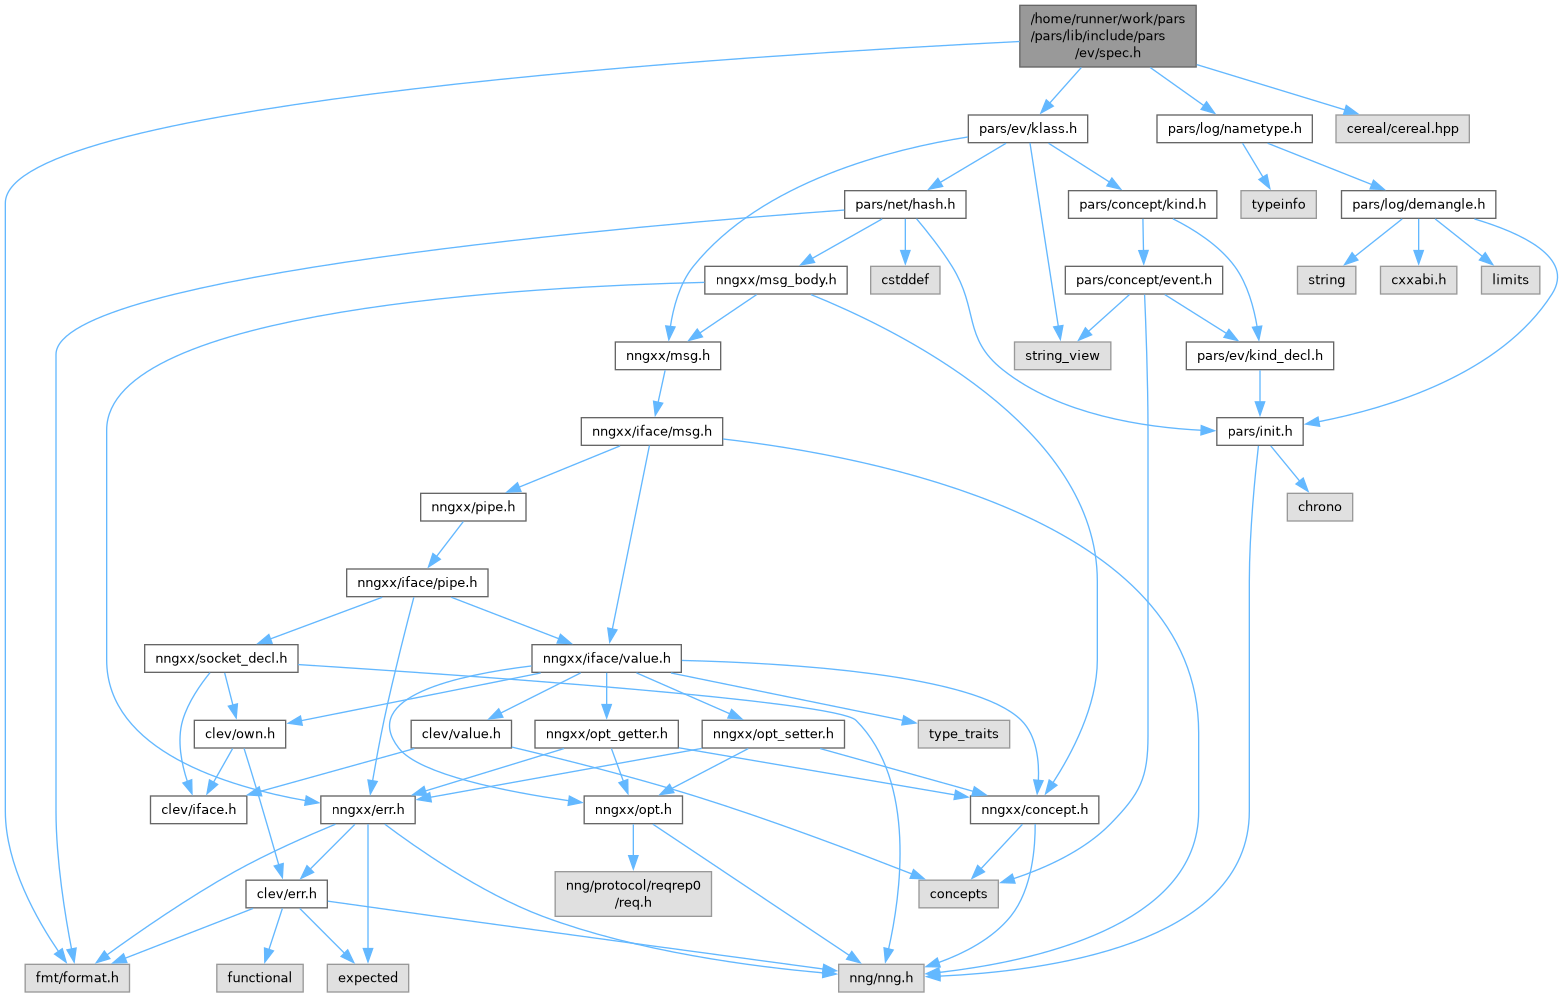 /home/runner/work/pars
/pars/lib/include/pars
/ev/spec.h
pars/ev/klass.h
pars/log/nametype.h
cereal/cereal.hpp
pars/net/hash.h
pars/concept/kind.h
typeinfo
pars/log/demangle.h
nngxx/msg_body.h
cstddef
pars/concept/event.h
string
cxxabi.h
limits
nngxx/msg.h
string_view
pars/ev/kind_decl.h
nngxx/iface/msg.h
pars/init.h
nngxx/pipe.h
chrono
nngxx/iface/pipe.h
nngxx/socket_decl.h
nngxx/iface/value.h
clev/own.h
clev/value.h
nngxx/opt_getter.h
nngxx/opt_setter.h
type_traits
clev/iface.h
nngxx/err.h
nngxx/opt.h
nngxx/concept.h
clev/err.h
nng/protocol/reqrep0
/req.h
concepts
fmt/format.h
functional
expected
nng/nng.h